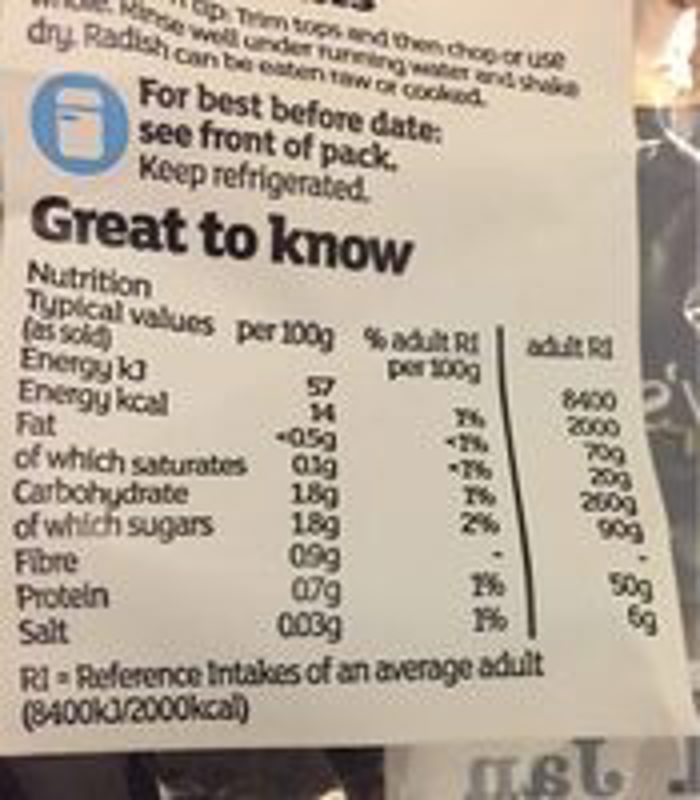 tip: Trim tops and then chop or use
whole. Rinse well under running water and shake
dry. Radish can be eaten raw or cooked.
For best before date:
see front of pack.
Keep refrigerated.
Great to know
Nutrition
Typical values (as sold) per 100g % adult RI per 100g adult RI
Energy kJ 57 8400
Energy kcal 14 1% 2000
Fat <0.5g <1% 70g
of which saturates 0.1g <1% 20g
Carbohydrate 1.8g 1% 260g
of which sugars 1.8g 2% 90g
Fibre 0.9g - -
Protein 0.7g 1% 50g
Salt 0.03g 1% 6g
RI = Reference Intakes of an average adult
(8400kJ/2000kcal)